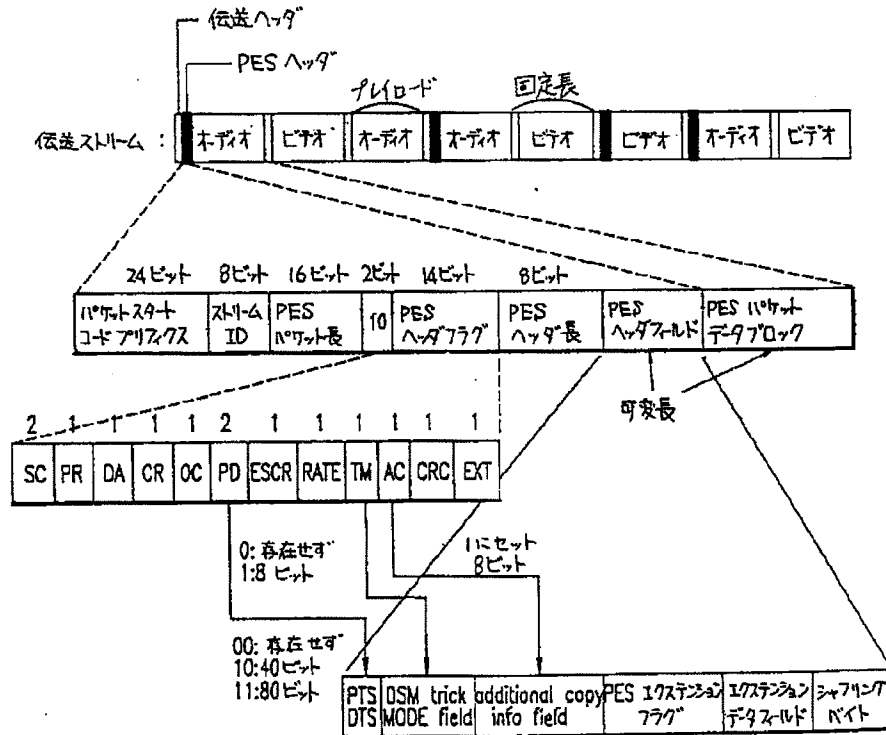 伝送ヘッダ
PES ヘッダ
プレイロード
固定長
伝送ストリーム :
オーディオ ビデオ オーディオ オーディオ ビデオ ビデオ オーディオ ビデオ
24ビット 8ビット 16ビット 2ビット 14ビット 8ビット
パケットスタート
コードプリフィクス
ストリーム
ID
PES
パケット長
10
PES
ヘッダフラグ
PES
ヘッダ長
PES
ヘッダフィールド
PES パケット
データブロック
可変長
2 1 1 1 1 2 1 1 1 1 1 1
SC PR DA CR OC PD ESCR RATE TM AC CRC EXT
0: 存在せず
1:8 ビット
1にセット
8ビット
00: 存在せず
10:40ビット
11:80ビット
PTS
DTS
DSM trick
MODE field
additional copy
info field
PES エクステンション
フラグ
エクステンション
データフィールド
シャフリング
バイト